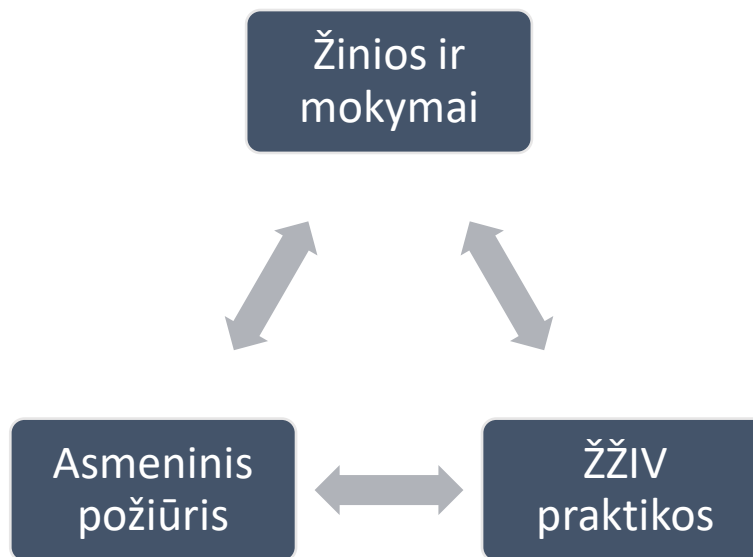 Žinios ir
mokymai
Asmeninis
požiūris
ŽŽIV
praktikos